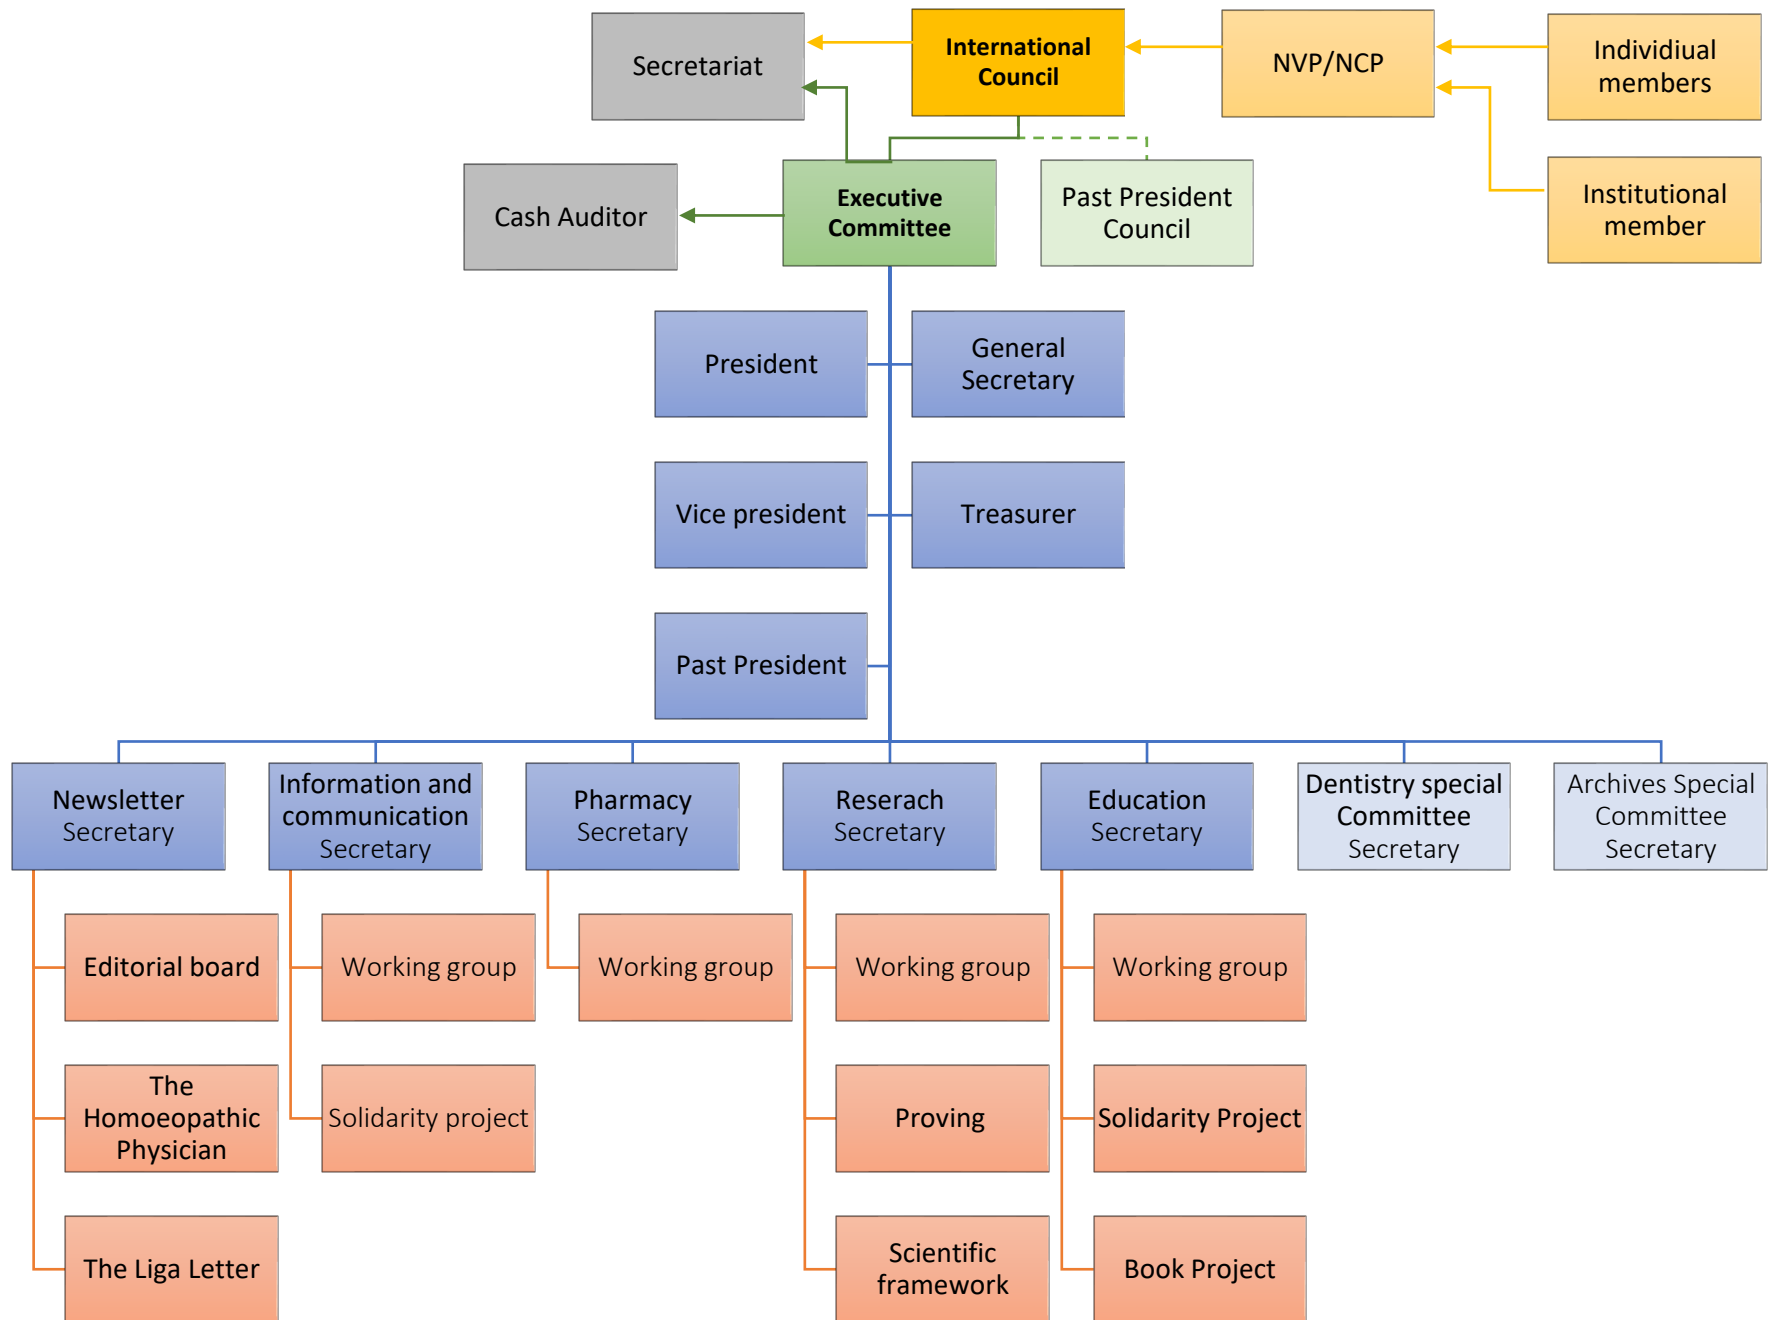 Secretariat
International
Council
NVP/NCP
Individiual
members
Cash Auditor
Executive
Committee
Past President
Council
Institutional
member
President
General
Secretary
Vice president
Treasurer
Past President
Newsletter
Secretary
Information and
communication
Secretary
Pharmacy
Secretary
Reserach
Secretary
Education
Secretary
Dentistry special
Committee
Secretary
Archives Special
Committee
Secretary
Editorial board
Working group
Working group
Working group
Working group
The
Homoeopathic
Physician
Solidarity project
Proving
Solidarity Project
The Liga Letter
Scientific
framework
Book Project